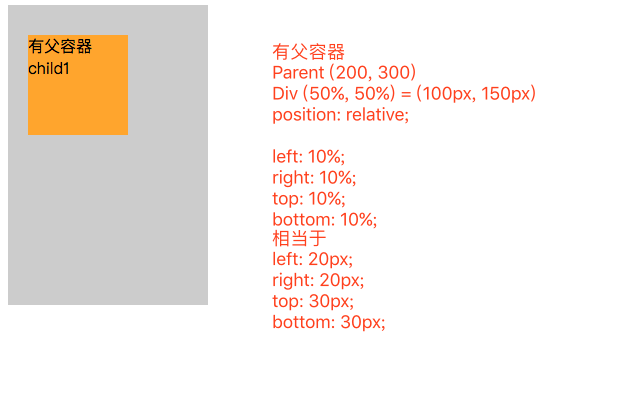 有父容器
child1
有父容器
Parent (200, 300)
Div (50%, 50%) = (100px, 150px)
position: relative;
left: 10%;
right: 10%;
top: 10%;
bottom: 10%;
相当于
left: 20px;
right: 20px;
top: 30px;
bottom: 30px;